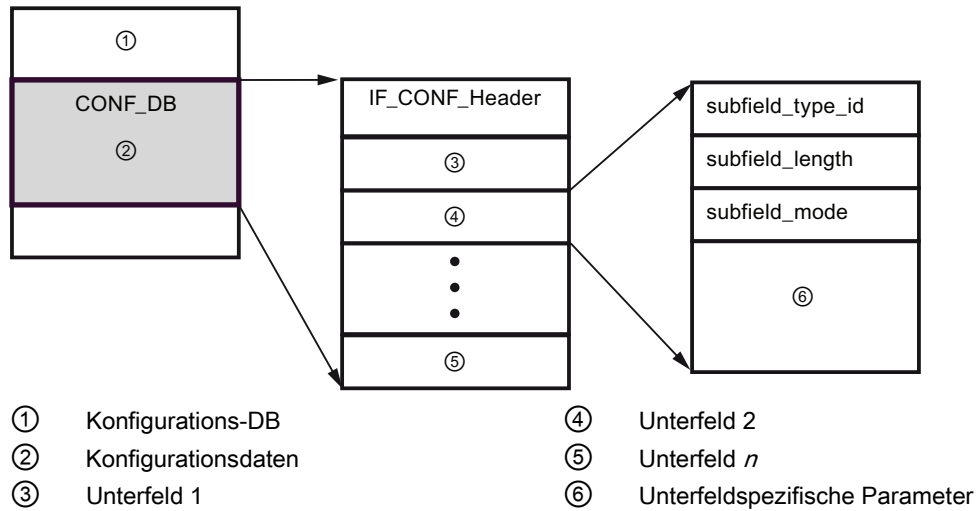 ①
CONF_DB
②
IF_CONF_Header
③
④
⑤
subfield_type_id
subfield_length
subfield_mode
⑥
① Konfigurations-DB
② Konfigurationsdaten
③ Unterfeld 1
④ Unterfeld 2
⑤ Unterfeld n
⑥ Unterfeldspezifische Parameter